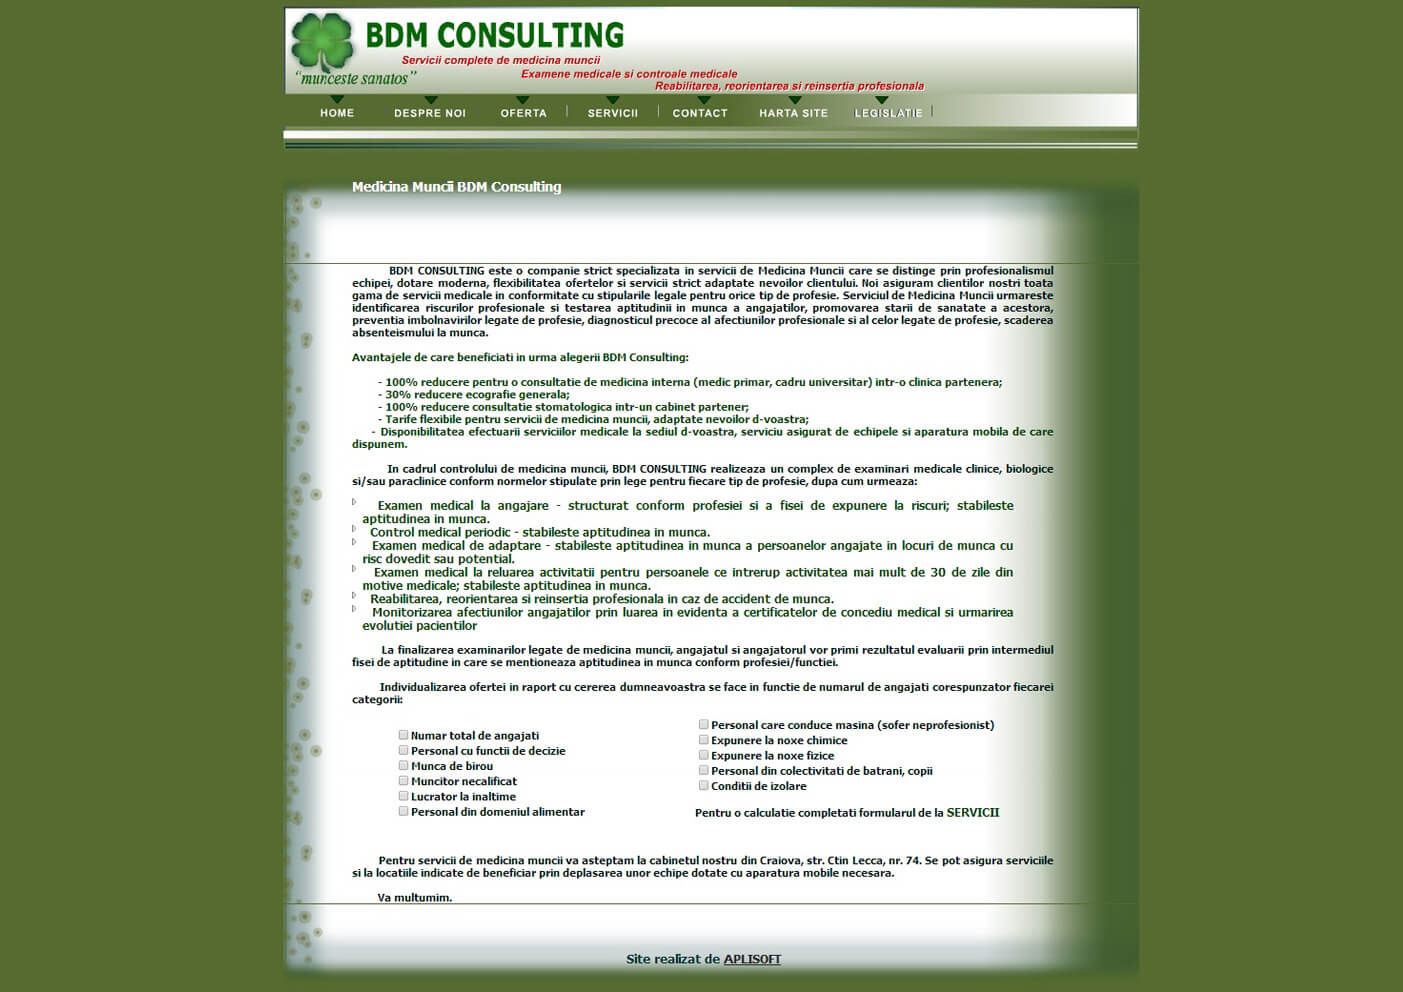 BDM CONSULTING
Servicii complete de medicina muncii
"munceste sanatos"
Examene medicale si controale medicale
Reabilitarea, reorientarea si reinsertia profesionala
HOME DESPRE NOI OFERTA SERVICII CONTACT HARTA SITE LEGISLATIE
Medicina Muncii BDM Consulting
BDM CONSULTING este o companie strict specializata in servicii de Medicina Muncii care se distinge prin profesionalismul
echipei, dotare moderna, flexibilitatea ofertelor si servicii strict adaptate nevoilor clientului. Noi asiguram clientilor nostri toata
gama de servicii medicale in conformitate cu stipularile legale pentru orice tip de profesie. Serviciul de Medicina Muncii urmareste
identificarea riscurilor profesionale si testarea aptitudinii in munca a angajatilor, promovarea starii de sanatate a acestora,
preventia imbolnavirilor legate de profesie, diagnosticul precoce al afectiunilor profesionale si al celor legate de profesie, scaderea
absenteismului la munca.
Avantajele de care beneficiati in urma alegerii BDM Consulting:
- 100% reducere pentru o consultatie de medicina interna (medic primar, cadru universitar) intr-o clinica partenera;
- 30% reducere ecografie generala;
- 100% reducere consultatie stomatologica intr-un cabinet partener;
- Tarife flexibile pentru servicii de medicina muncii, adaptate nevoilor d-voastra;
- Disponibilitatea efectuarii serviciilor medicale la sediul d-voastra, serviciu asigurat de echipele si aparatura mobila de care
dispunem.
In cadrul controlului de medicina muncii, BDM CONSULTING realizeaza un complex de examinari medicale clinice, biologice
si/sau paraclinice conform normelor stipulate prin lege pentru fiecare tip de profesie, dupa cum urmeaza:
Examen medical la angajare - structurat conform profesiei si a fisei de expunere la riscuri; stabileste
aptitudinea in munca.
Control medical periodic - stabileste aptitudinea in munca.
Examen medical de adaptare - stabileste aptitudinea in munca a persoanelor angajate in locuri de munca cu
risc dovedit sau potential.
Examen medical la reluarea activitatii pentru persoanele ce intrerup activitatea mai mult de 30 de zile din
motive medicale; stabileste aptitudinea in munca.
Reabilitarea, reorientarea si reinsertia profesionala in caz de accident de munca.
Monitorizarea afectiunilor angajatilor prin luarea in evidenta a certificatelor de concediu medical si urmarirea
evolutiei pacientilor
La finalizarea examinarilor legate de medicina muncii, angajatul si angajatorul vor primi rezultatul evaluarii prin intermediul
fisei de aptitudine in care se mentioneaza aptitudinea in munca conform profesiei/functiei.
Individualizarea ofertei in raport cu cererea dumneavoastra se face in functie de numarul de angajati corespunzator fiecarei
categorii:
Numar total de angajati
Personal cu functii de decizie
Munca de birou
Muncitor necalificat
Lucrator la inaltime
Personal din domeniul alimentar
Personal care conduce masina (sofer neprofesionist)
Expunere la noxe chimice
Expunere la noxe fizice
Personal din colectivitati de batrani, copii
Conditii de izolare
Pentru o calculatie completati formularul de la SERVICII
Pentru servicii de medicina muncii va asteptam la cabinetul nostru din Craiova, str. Ctin Lecca, nr. 74. Se pot asigura serviciile
si la locatiile indicate de beneficiar prin deplasarea unor echipe dotate cu aparatura mobile necesara.
Va multumim.
Site realizat de APLISOFT